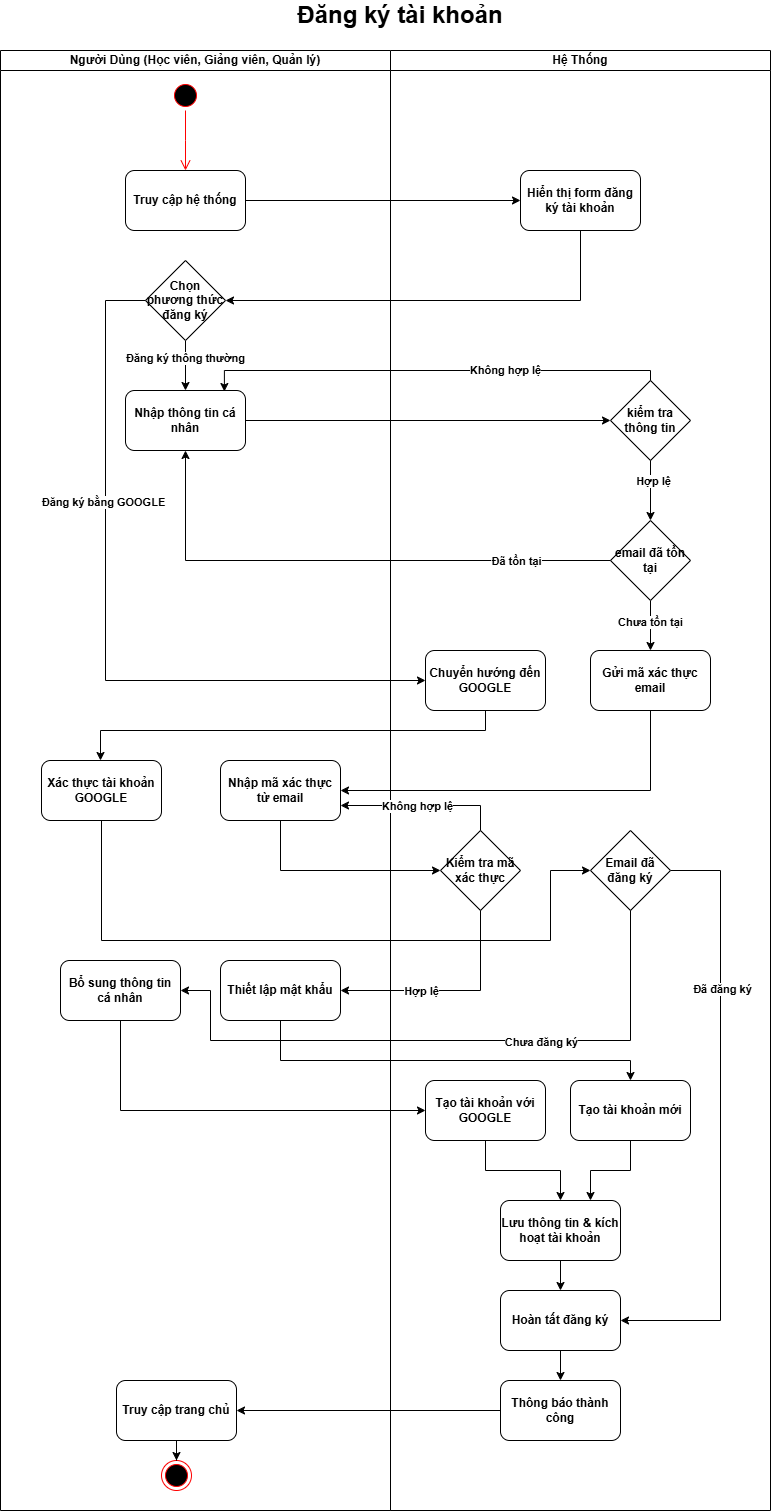 Đăng ký tài khoản
Người Dùng (Học viên, Giảng viên, Quản lý)
Hệ Thống
Truy cập hệ thống
Hiển thị form đăng
ký tài khoản
Chọn
phương thức
đăng ký
Đăng ký thông thường
Không hợp lệ
Nhập thông tin cá
nhân
kiểm tra
thông tin
Hợp lệ
Đăng ký bằng GOOGLE
email đã tồn
tại
Đã tồn tại
Chưa tồn tại
Chuyển hướng đến
GOOGLE
Gửi mã xác thực
email
Xác thực tài khoản
GOOGLE
Nhập mã xác thực
từ email
Không hợp lệ
Kiểm tra mã
xác thực
Email đã
đăng ký
Bổ sung thông tin
cá nhân
Thiết lập mật khẩu
Hợp lệ
Đã đăng ký
Chưa đăng ký
Tạo tài khoản với
GOOGLE
Tạo tài khoản mới
Lưu thông tin & kích
hoạt tài khoản
Hoàn tất đăng ký
Truy cập trang chủ
Thông báo thành
công